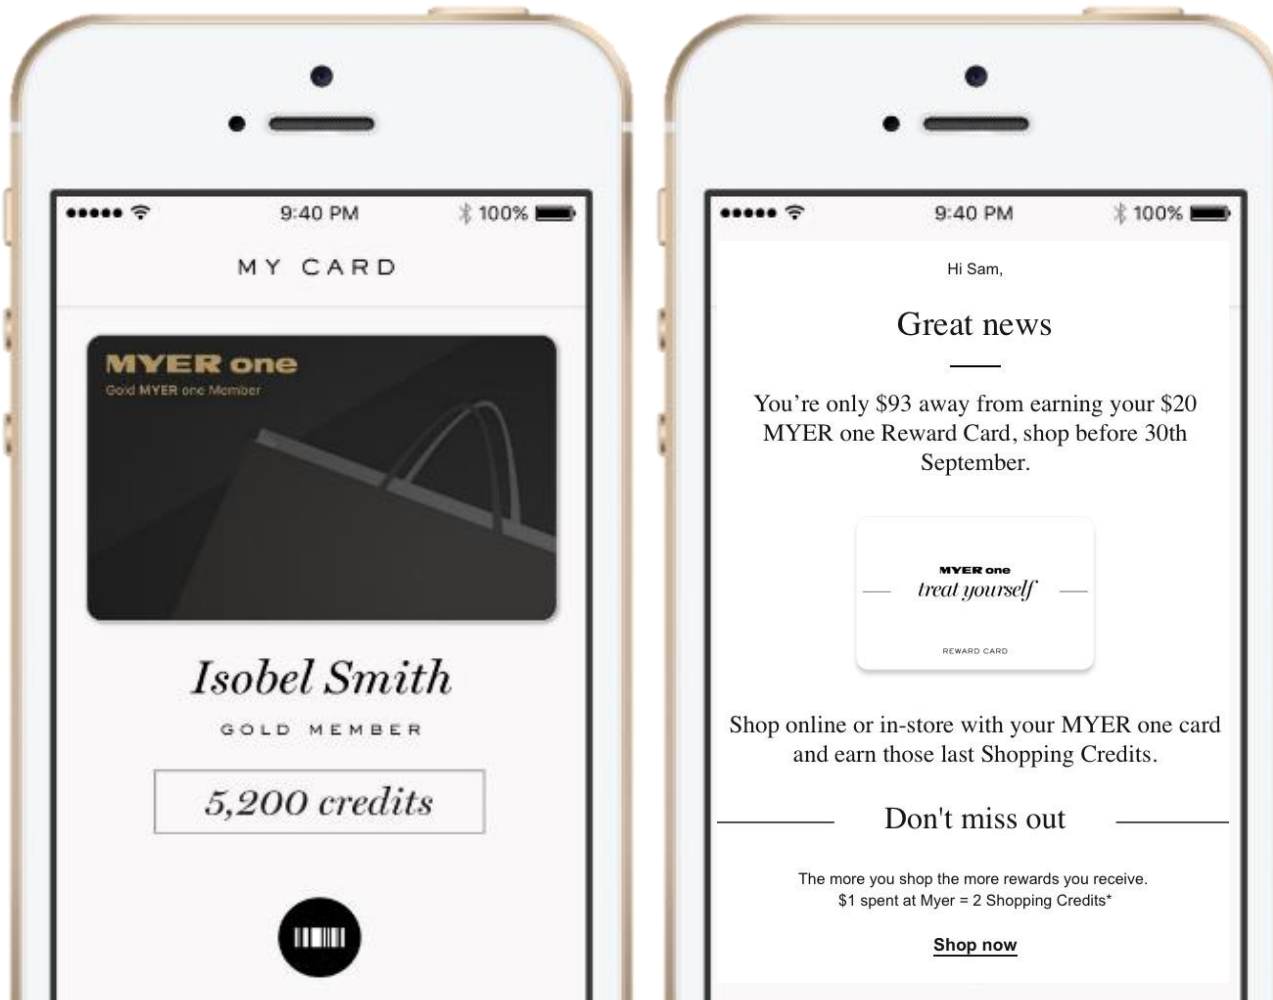 9:40 PM
100%
MY CARD
MYER one
Gold MYER one Member
Isobel Smith
GOLD MEMBER
5,200 credits
9:40 PM
100%
Hi Sam,
Great news
You’re only $93 away from earning your $20
MYER one Reward Card, shop before 30th
September.
MYER one
treat yourself
REWARD CARD
Shop online or in-store with your MYER one card
and earn those last Shopping Credits.
Don't miss out
The more you shop the more rewards you receive.
$1 spent at Myer = 2 Shopping Credits*
Shop now